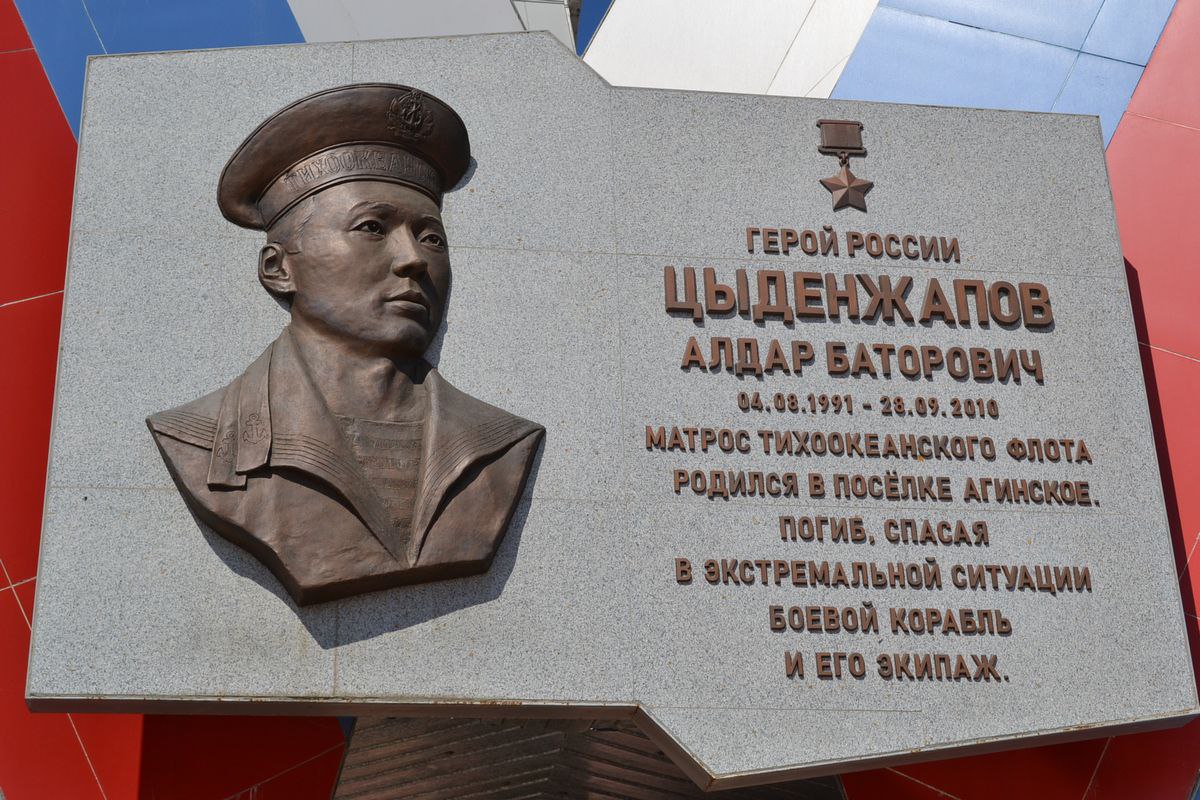 ТИХООКЕАН
ГЕРОЙ РОССИИ
ЦЫДЕНЖАПОВ
АЛДАР БАТОРОВИЧ
04.08.1991 - 28.09.2010
МАТРОС ТИХООКЕАНСКОГО ФЛОТА
РОДИЛСЯ В ПОСЁЛКЕ АГИНСКОЕ.
ПОГИБ, СПАСАЯ
В ЭКСТРЕМАЛЬНОЙ СИТУАЦИИ
БОЕВОЙ КОРАБЛЬ
И ЕГО ЭКИПАЖ.